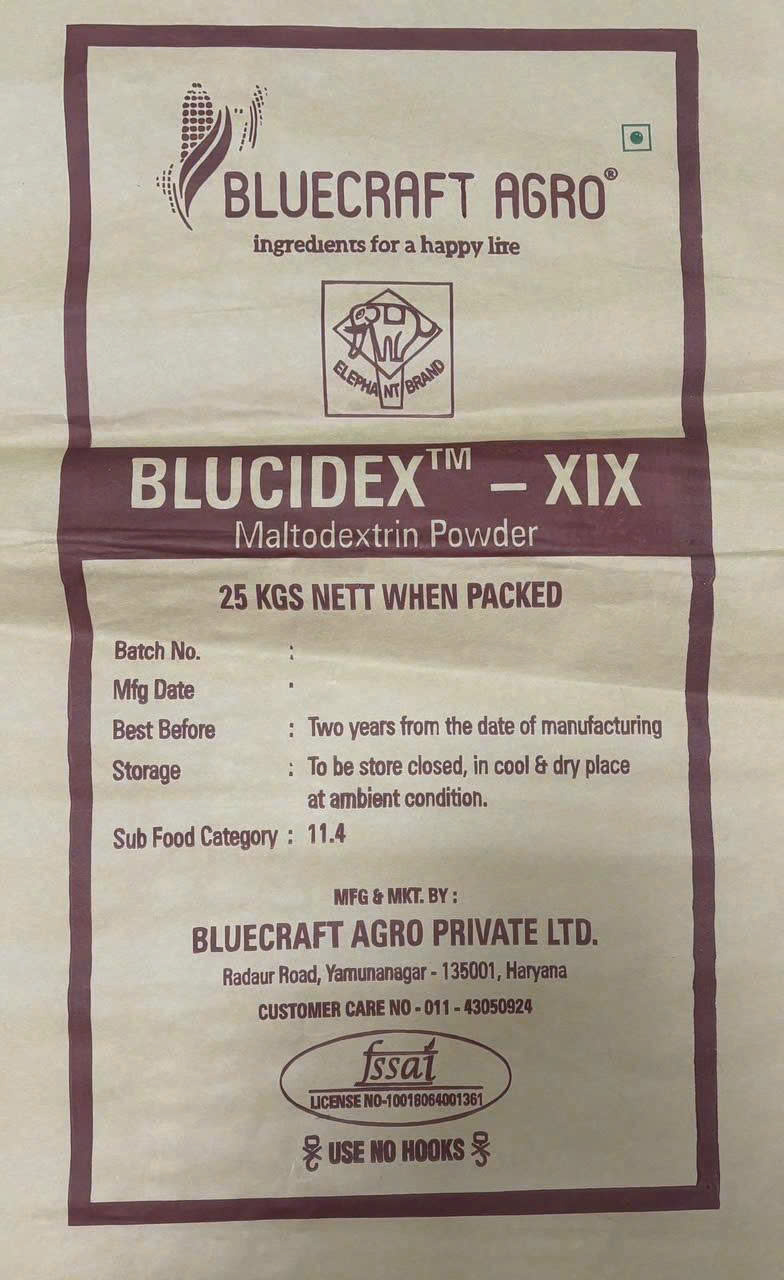 BLUECRAFT AGRO®
ingredients for a happy life
ELEPHANT BRAND
BLUCIDEX™ – XIX
Maltodextrin Powder
25 KGS NETT WHEN PACKED
Batch No. :
Mfg Date :
Best Before : Two years from the date of manufacturing
Storage : To be store closed, in cool & dry place
at ambient condition.
Sub Food Category : 11.4
MFG & MKT. BY :
BLUECRAFT AGRO PRIVATE LTD.
Radaur Road, Yamunanagar - 135001, Haryana
CUSTOMER CARE NO - 011 - 43050924
fssai
LICENSE NO-10018064001361
USE NO HOOKS